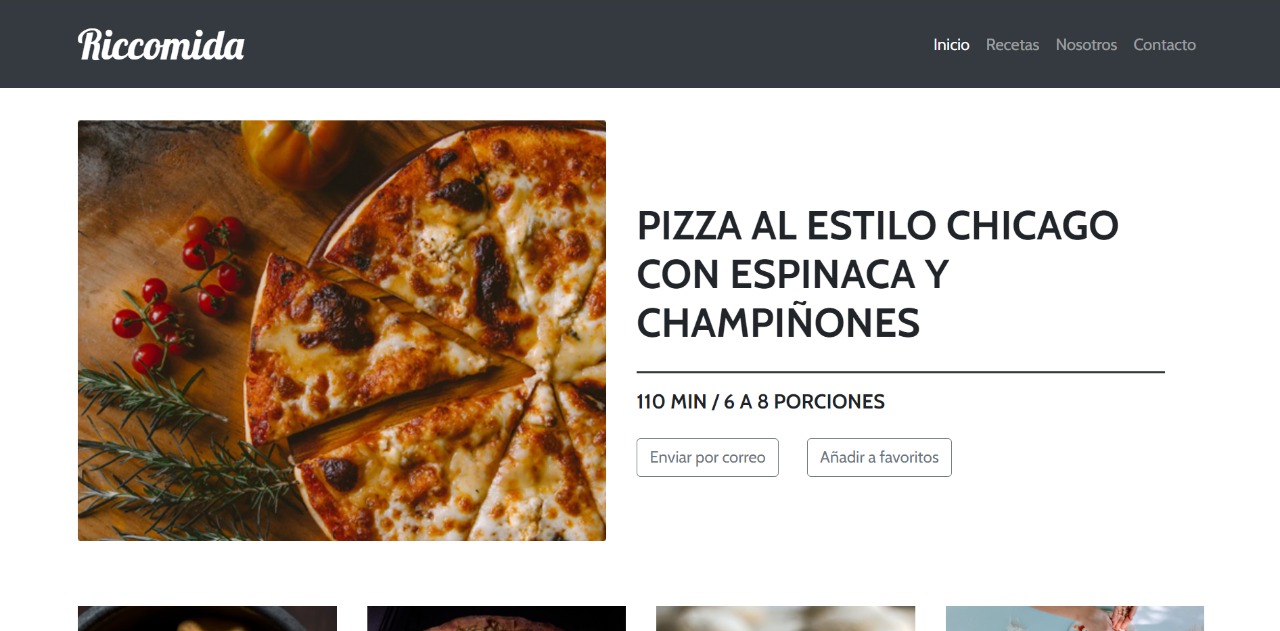 Riccomida
Inicio Recetas Nosotros Contacto
PIZZA AL ESTILO CHICAGO
CON ESPINACA Y
CHAMPIÑONES
110 MIN / 6 A 8 PORCIONES
Enviar por correo Añadir a favoritos